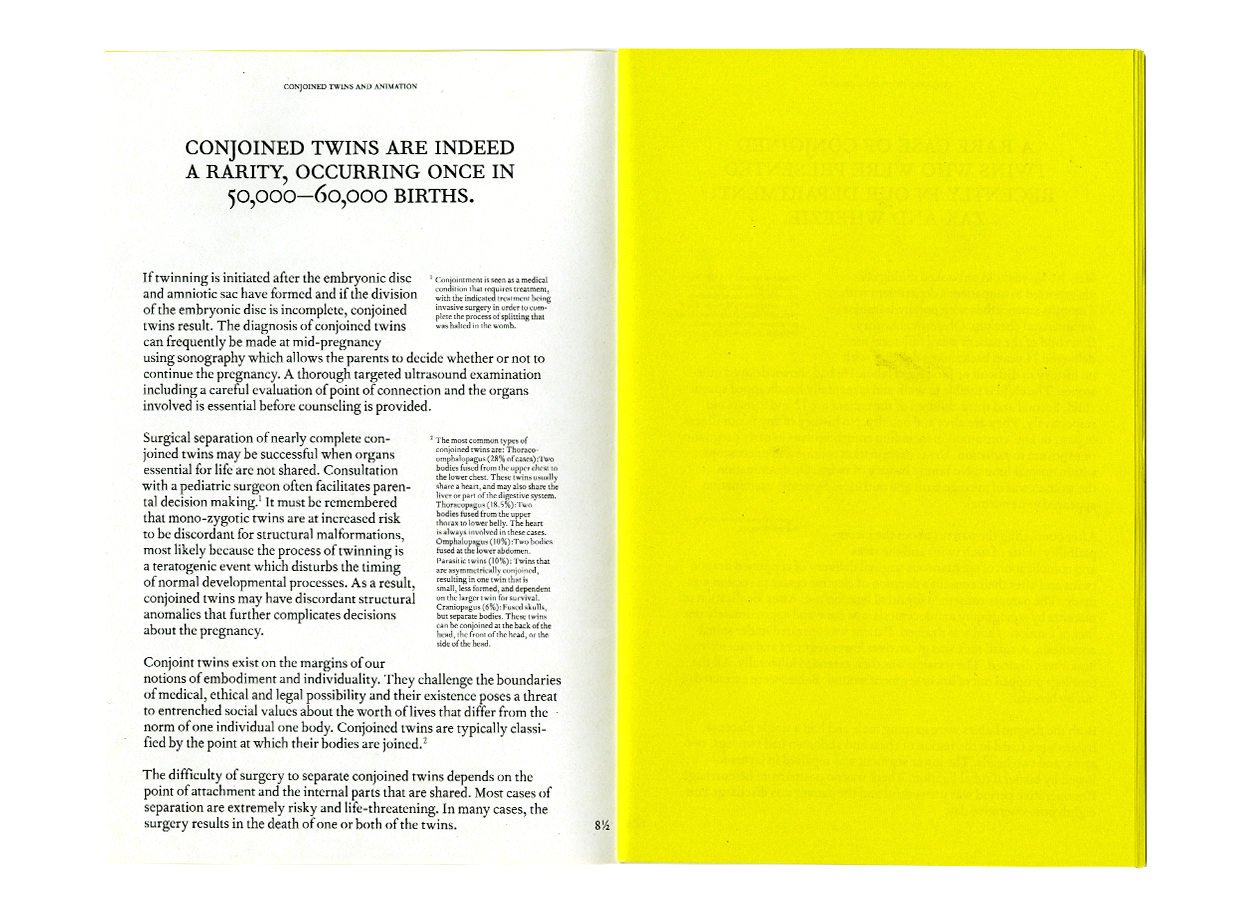 CONJOINED TWINS AND ANIMATION
CONJOINED TWINS ARE INDEED
A RARITY, OCCURRING ONCE IN
50,000—60,000 BIRTHS.
If twinning is initiated after the embryonic disc
and amniotic sac have formed and if the division
of the embryonic disc is incomplete, conjoined
twins result. The diagnosis of conjoined twins
can frequently be made at mid-pregnancy
using sonography which allows the parents to decide whether or not to
continue the pregnancy. A thorough targeted ultrasound examination
including a careful evaluation of point of connection and the organs
involved is essential before counseling is provided.
¹ Conjointment is seen as a medical
condition that requires treatment,
with the indicated treatment being
invasive surgery in order to com-
plete the process of splitting that
was halted in the womb.
Surgical separation of nearly complete con-
joined twins may be successful when organs
essential for life are not shared. Consultation
with a pediatric surgeon often facilitates paren-
tal decision making.¹ It must be remembered
that mono-zygotic twins are at increased risk
to be discordant for structural malformations,
most likely because the process of twinning is
a teratogenic event which disturbs the timing
of normal developmental processes. As a result,
conjoined twins may have discordant structural
anomalies that further complicates decisions
about the pregnancy.
² The most common types of
conjoined twins are: Thoraco-
omphalopagus (28% of cases): Two
bodies fused from the upper chest to
the lower chest. These twins usually
share a heart, and may also share the
liver or part of the digestive system.
Thoracopagus (18.5%): Two
bodies fused from the upper
thorax to lower belly. The heart
is always involved in these cases.
Omphalopagus (10%): Two bodies
fused at the lower abdomen.
Parasitic twins (10%): Twins that
are asymmetrically conjoined,
resulting in one twin that is
small, less formed, and dependent
on the larger twin for survival.
Craniopagus (6%): Fused skulls,
but separate bodies. These twins
can be conjoined at the back of the
head, the front of the head, or the
side of the head.
Conjoint twins exist on the margins of our
notions of embodiment and individuality. They challenge the boundaries
of medical, ethical and legal possibility and their existence poses a threat
to entrenched social values about the worth of lives that differ from the
norm of one individual one body. Conjoined twins are typically classi-
fied by the point at which their bodies are joined.²
The difficulty of surgery to separate conjoined twins depends on the
point of attachment and the internal parts that are shared. Most cases of
separation are extremely risky and life-threatening. In many cases, the
surgery results in the death of one or both of the twins.
8½